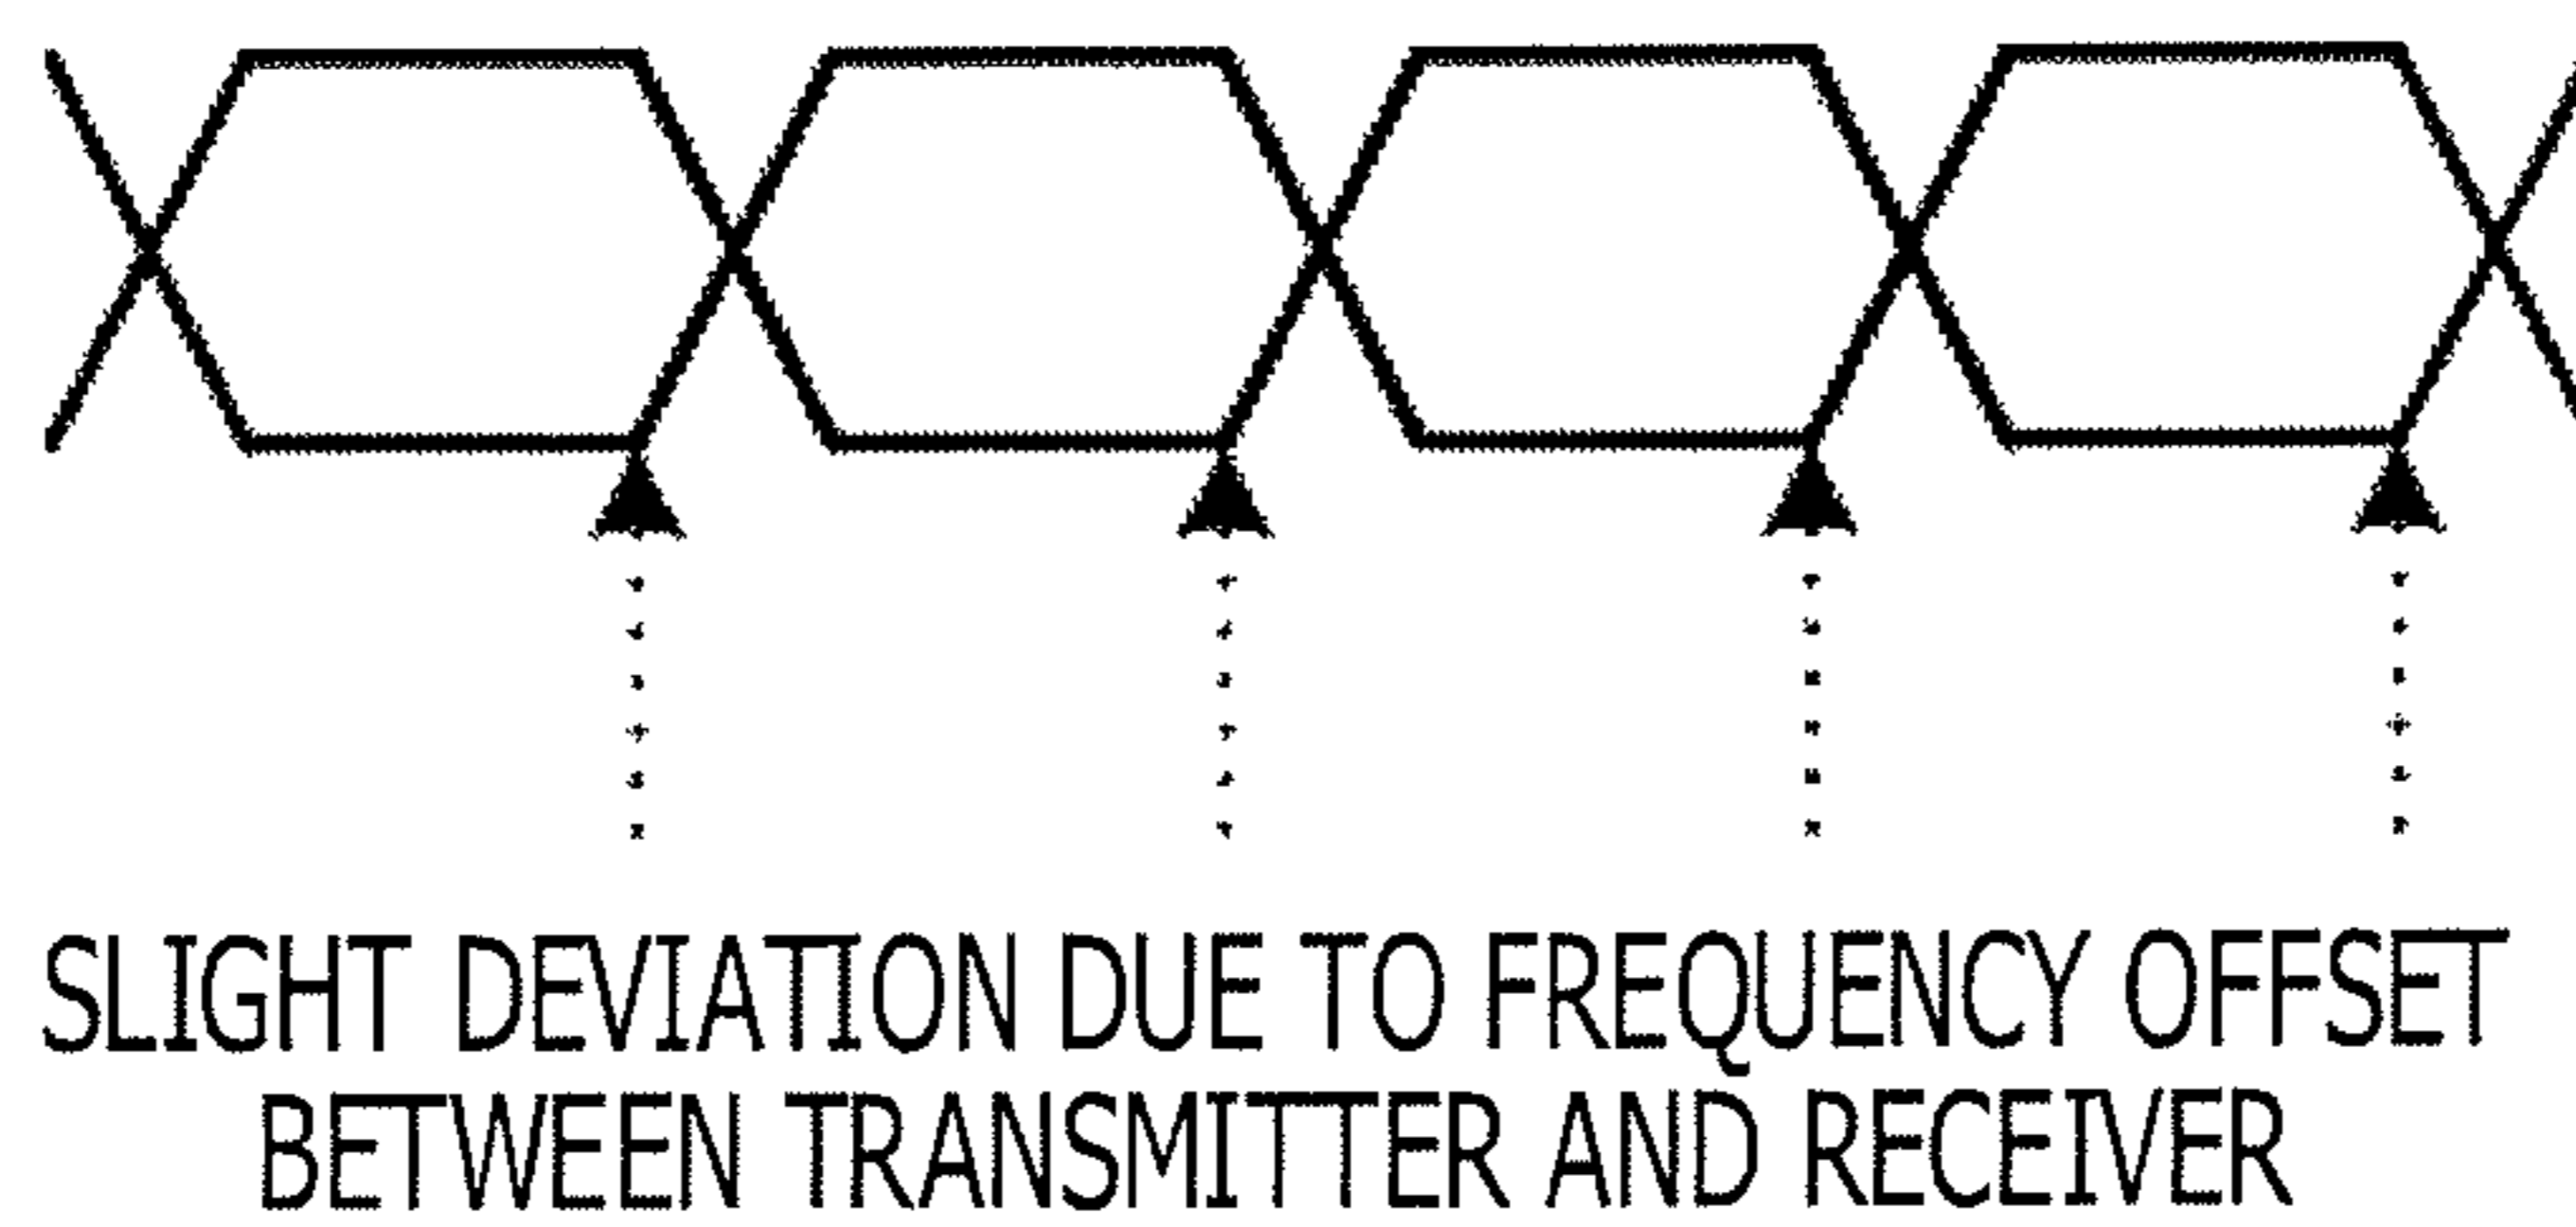 SLIGHT DEVIATION DUE TO FREQUENCY OFFSET
BETWEEN TRANSMITTER AND RECEIVER